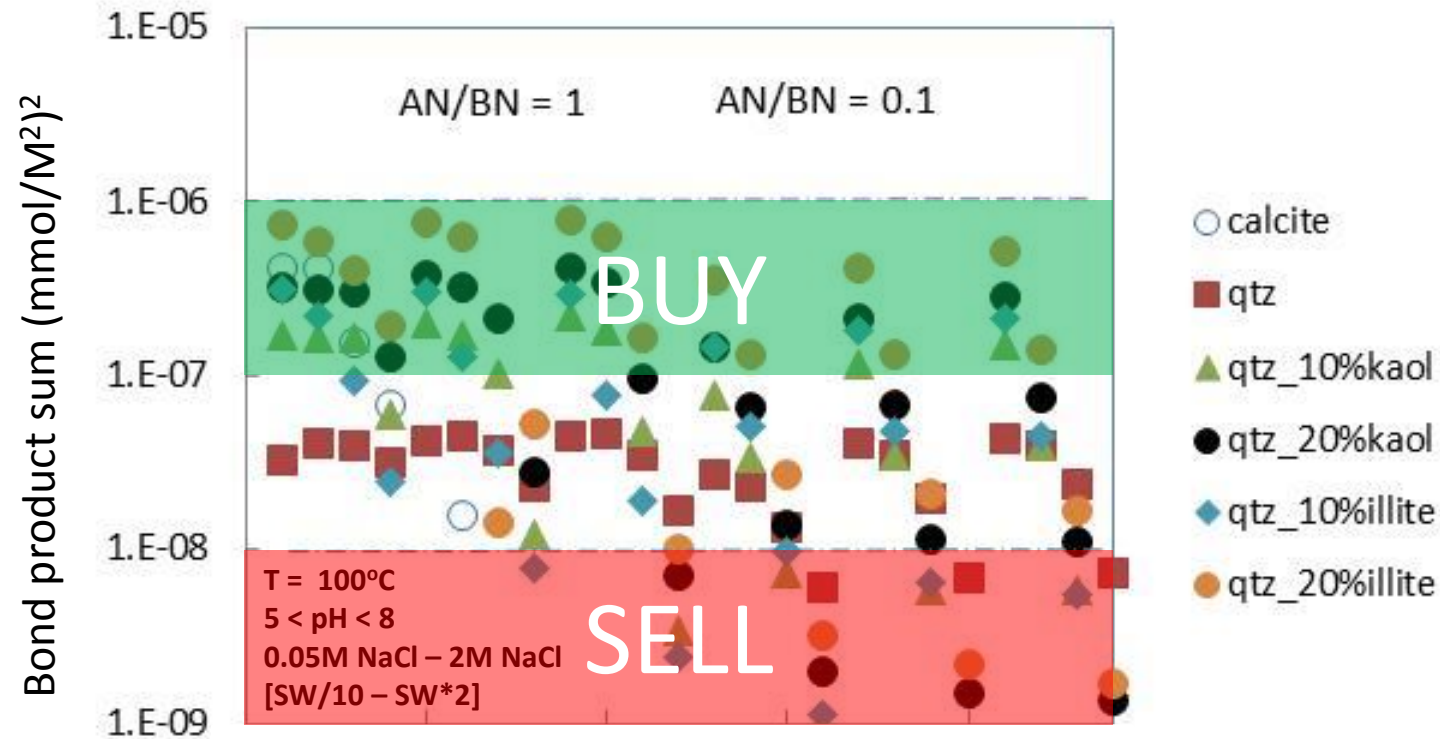 Bond product sum (mmol/M²)²
1.E-05
1.E-06
1.E-07
1.E-08
1.E-09
AN/BN = 1
AN/BN = 0.1
BUY
SELL
T = 100ºC
5 < pH < 8
0.05M NaCl – 2M NaCl
[SW/10 – SW*2]
calcite
qtz
qtz_10%kaol
qtz_20%kaol
qtz_10%illite
qtz_20%illite